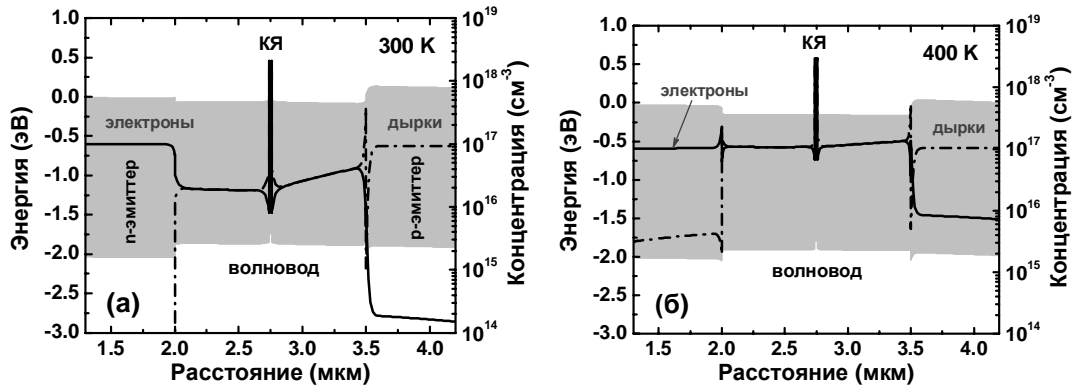 КЯ
300 K
электроны
дырки
n-эмиттер
p-эмиттер
волновод
(а)
Энергия (эВ)
1.0
0.5
0.0
-0.5
-1.0
-1.5
-2.0
-2.5
-3.0
1.5 2.0 2.5 3.0 3.5 4.0
Расстояние (мкм)
10^19
10^18
10^17
10^16
10^15
10^14
Концентрация (см^-3)
КЯ
400 K
электроны
дырки
волновод
(б)
Энергия (эВ)
1.0
0.5
0.0
-0.5
-1.0
-1.5
-2.0
-2.5
-3.0
1.5 2.0 2.5 3.0 3.5 4.0
Расстояние (мкм)
10^19
10^18
10^17
10^16
10^15
10^14
Концентрация (см^-3)